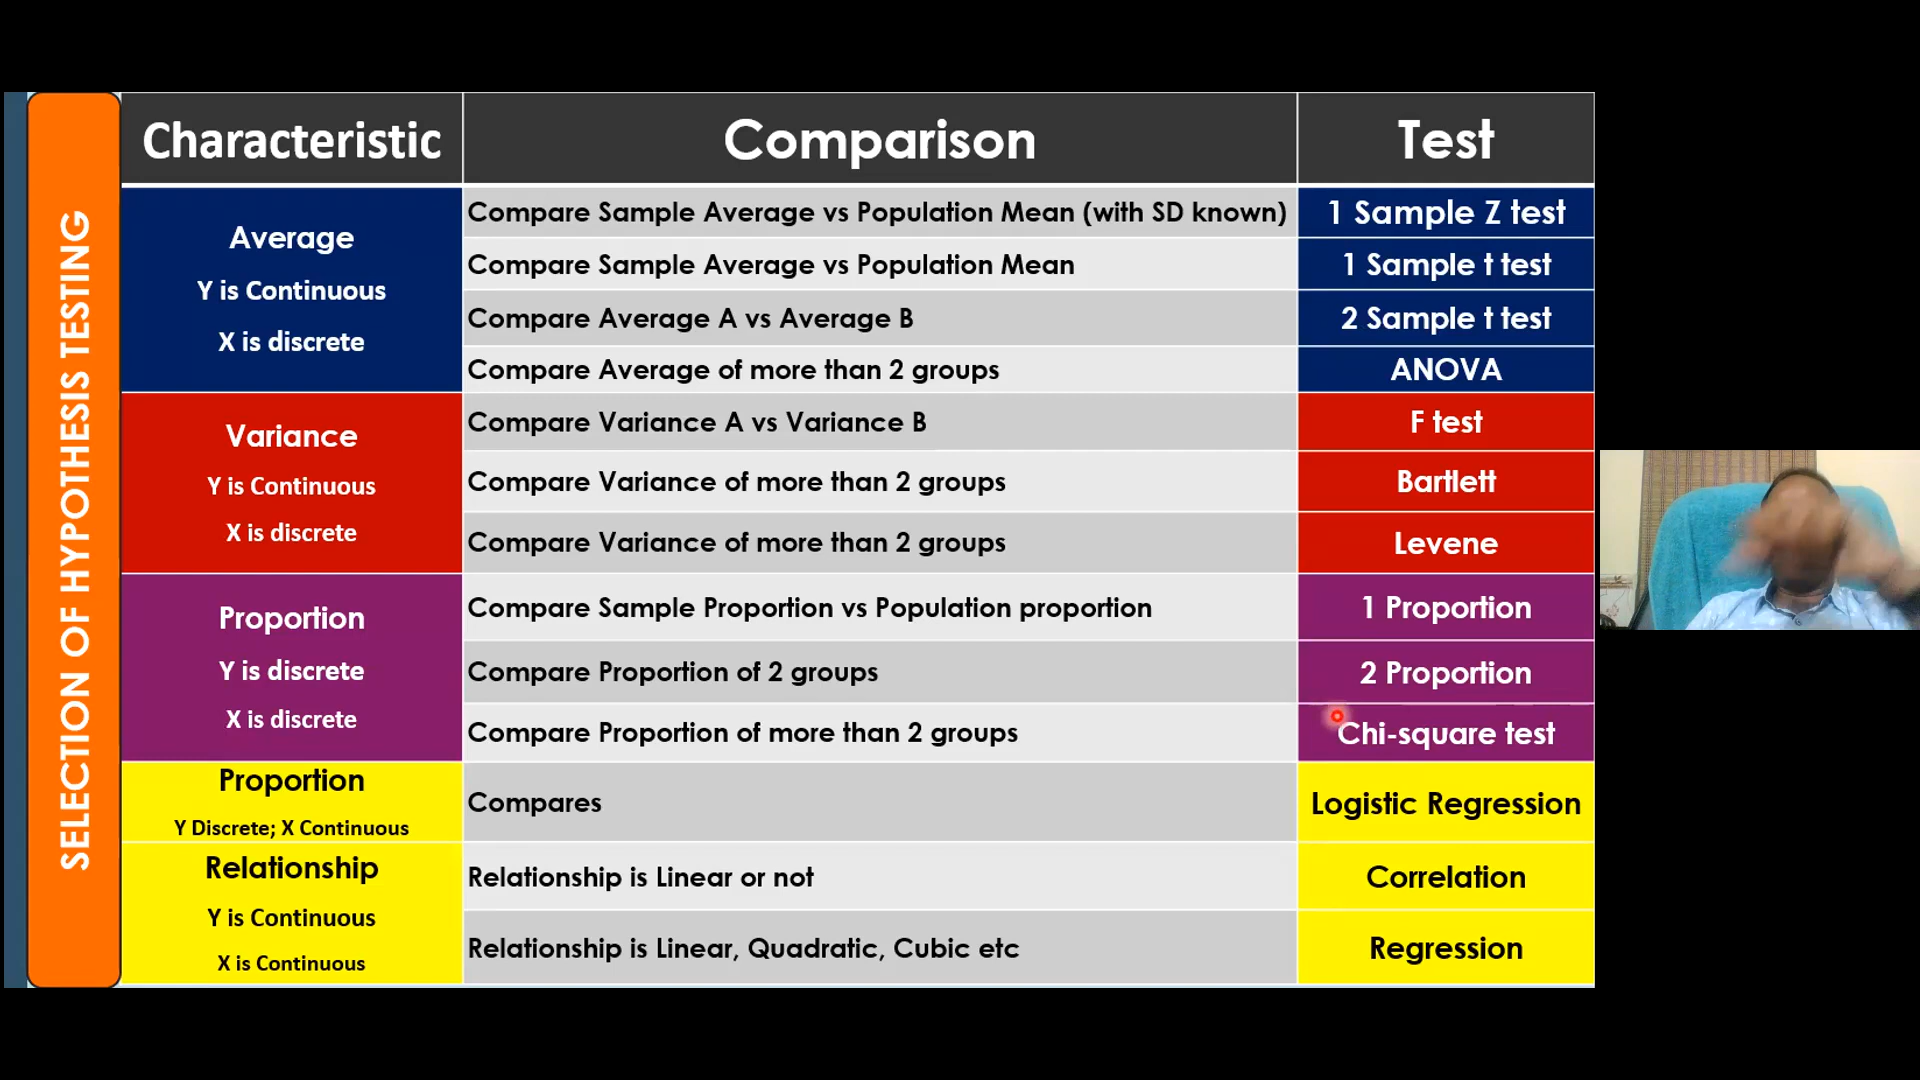 SELECTION OF HYPOTHESIS TESTING
Characteristic
Comparison
Test
Average
Y is Continuous
X is discrete
Compare Sample Average vs Population Mean (with SD known)
1 Sample Z test
Compare Sample Average vs Population Mean
1 Sample t test
Compare Average A vs Average B
2 Sample t test
Compare Average of more than 2 groups
ANOVA
Variance
Y is Continuous
X is discrete
Compare Variance A vs Variance B
F test
Compare Variance of more than 2 groups
Bartlett
Compare Variance of more than 2 groups
Levene
Proportion
Y is discrete
X is discrete
Compare Sample Proportion vs Population proportion
1 Proportion
Compare Proportion of 2 groups
2 Proportion
Compare Proportion of more than 2 groups
Chi-square test
Proportion
Y Discrete; X Continuous
Compares
Logistic Regression
Relationship
Y is Continuous
X is Continuous
Relationship is Linear or not
Correlation
Relationship is Linear, Quadratic, Cubic etc
Regression